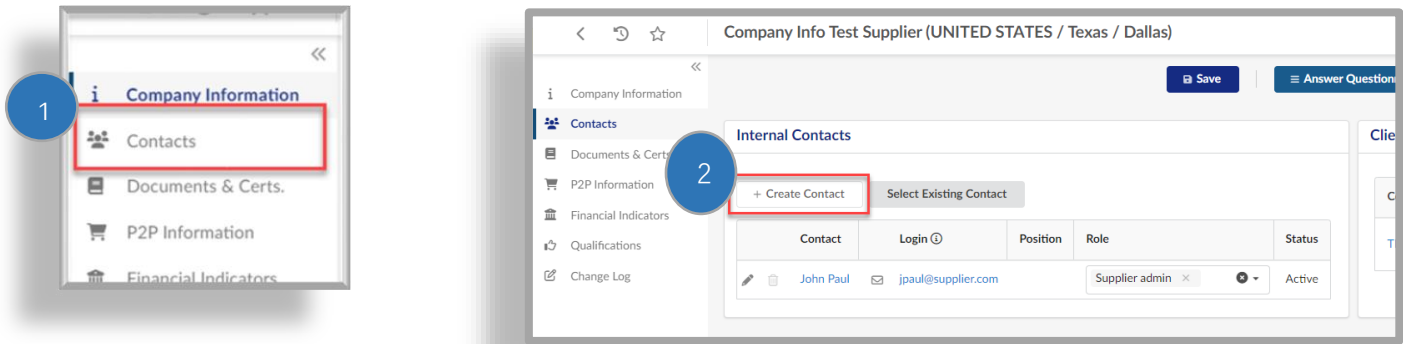 1
Company Information
Contacts
Documents & Certs.
P2P Information
Financial Indicators
Company Info Test Supplier (UNITED STATES / Texas / Dallas)
Save
Answer Question
Company Information
Contacts
Documents & Certs
P2P Information
Financial Indicators
Qualifications
Change Log
2
Internal Contacts
+ Create Contact
Select Existing Contact
Contact Login Position Role Status
John Paul jpaul@supplier.com Supplier admin × Active
Clie